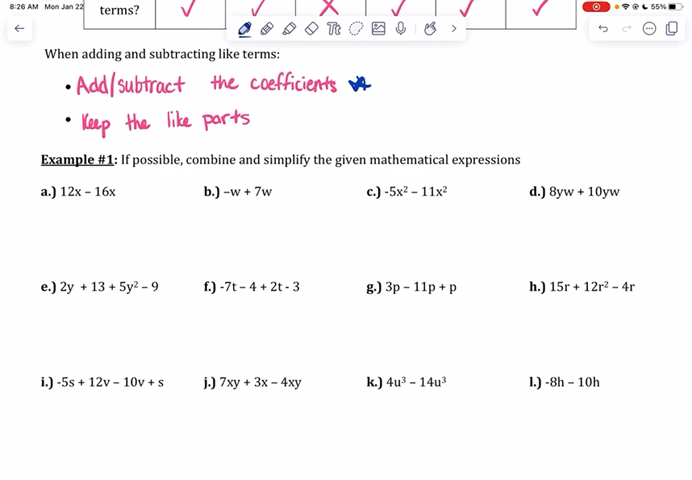 8:26 AM Mon Jan 22
55%
terms?
When adding and subtracting like terms:
• Add/subtract the coefficients
• Keep the like parts
Example #1: If possible, combine and simplify the given mathematical expressions
a.) 12x – 16x b.) –w + 7w c.) -5x² – 11x² d.) 8yw + 10yw
e.) 2y + 13 + 5y² – 9 f.) -7t – 4 + 2t - 3 g.) 3p – 11p + p h.) 15r + 12r² – 4r
i.) -5s + 12v – 10v + s j.) 7xy + 3x – 4xy k.) 4u³ – 14u³ l.) -8h – 10h